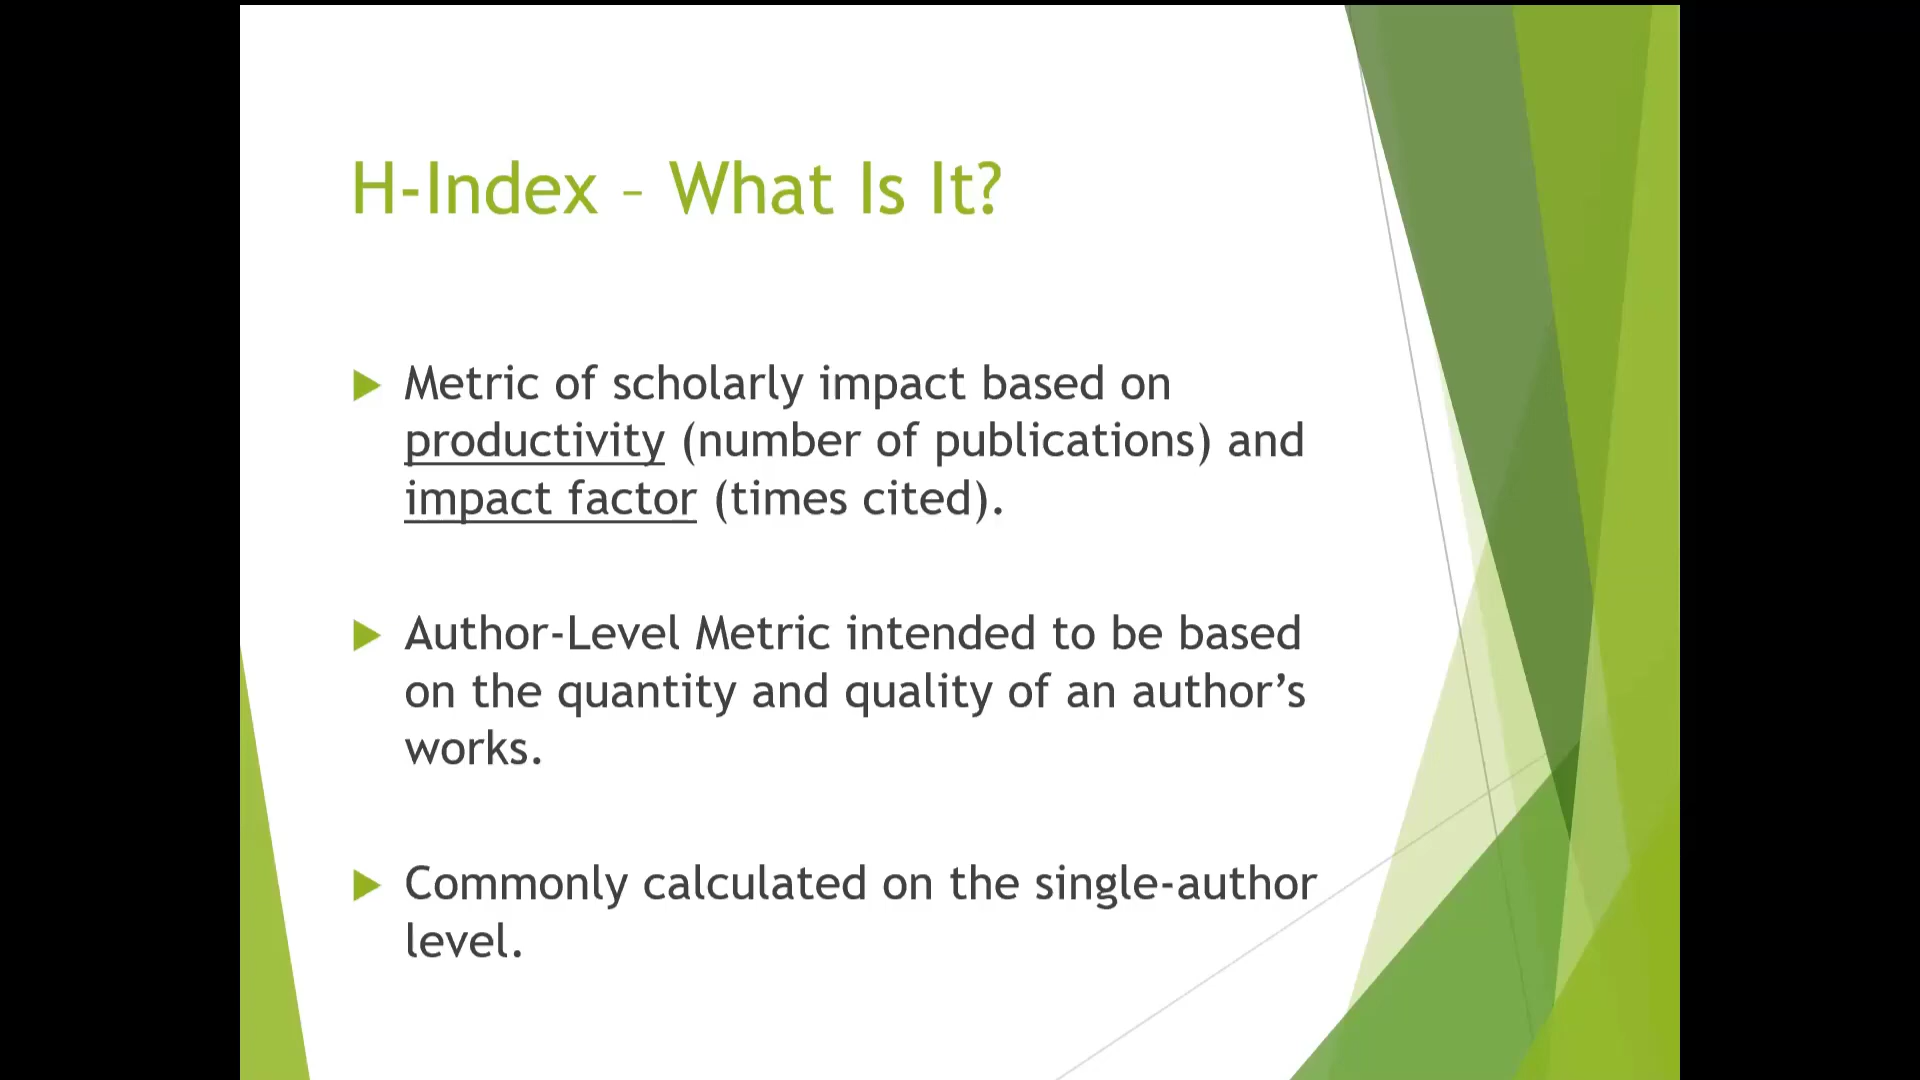 H-Index – What Is It?
Metric of scholarly impact based on
productivity (number of publications) and
impact factor (times cited).
Author-Level Metric intended to be based
on the quantity and quality of an author’s
works.
Commonly calculated on the single-author
level.